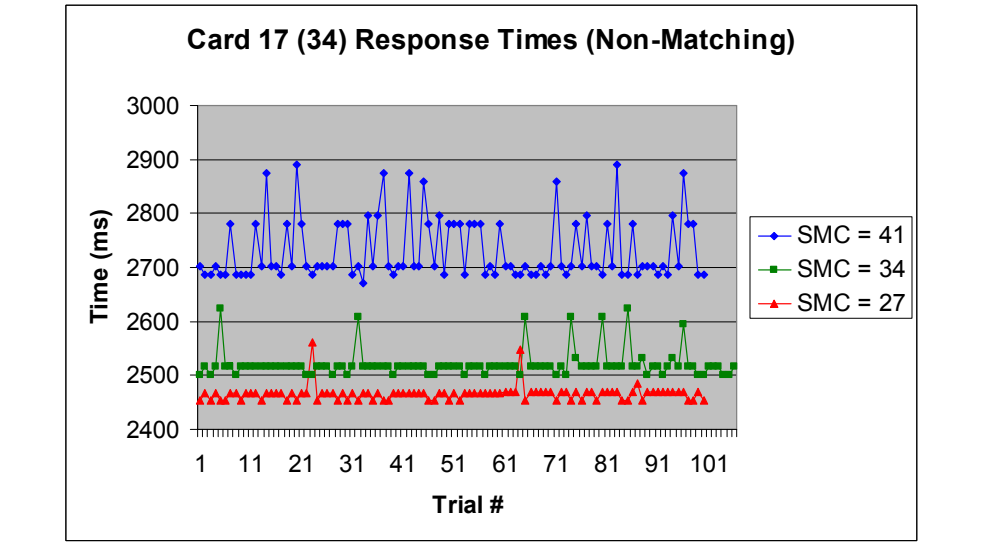 Card 17 (34) Response Times (Non-Matching)
3000
2900
2800
2700
2600
2500
2400
Time (ms)
1 11 21 31 41 51 61 71 81 91 101
Trial #
SMC = 41
SMC = 34
SMC = 27